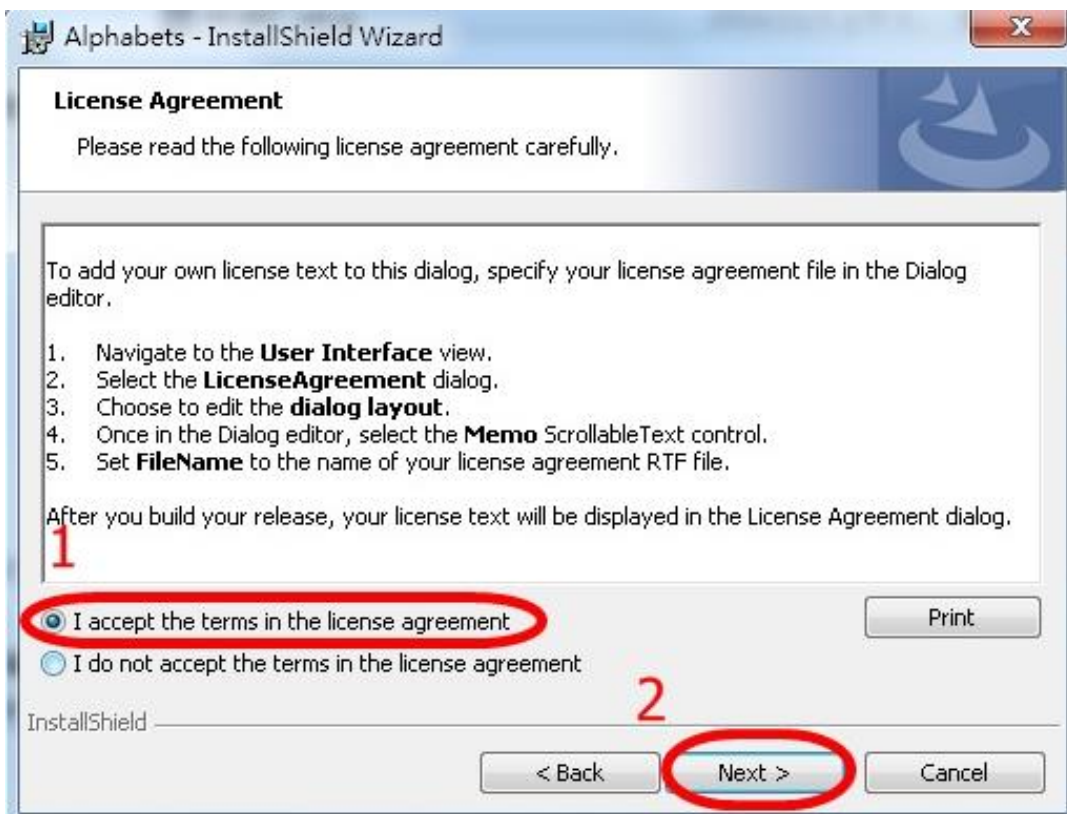 Alphabets - InstallShield Wizard
X
License Agreement
Please read the following license agreement carefully.
To add your own license text to this dialog, specify your license agreement file in the Dialog
editor.
1. Navigate to the User Interface view.
2. Select the LicenseAgreement dialog.
3. Choose to edit the dialog layout.
4. Once in the Dialog editor, select the Memo ScrollableText control.
5. Set FileName to the name of your license agreement RTF file.
After you build your release, your license text will be displayed in the License Agreement dialog.
1
I accept the terms in the license agreement
Print
I do not accept the terms in the license agreement
2
InstallShield
< Back
Next >
Cancel